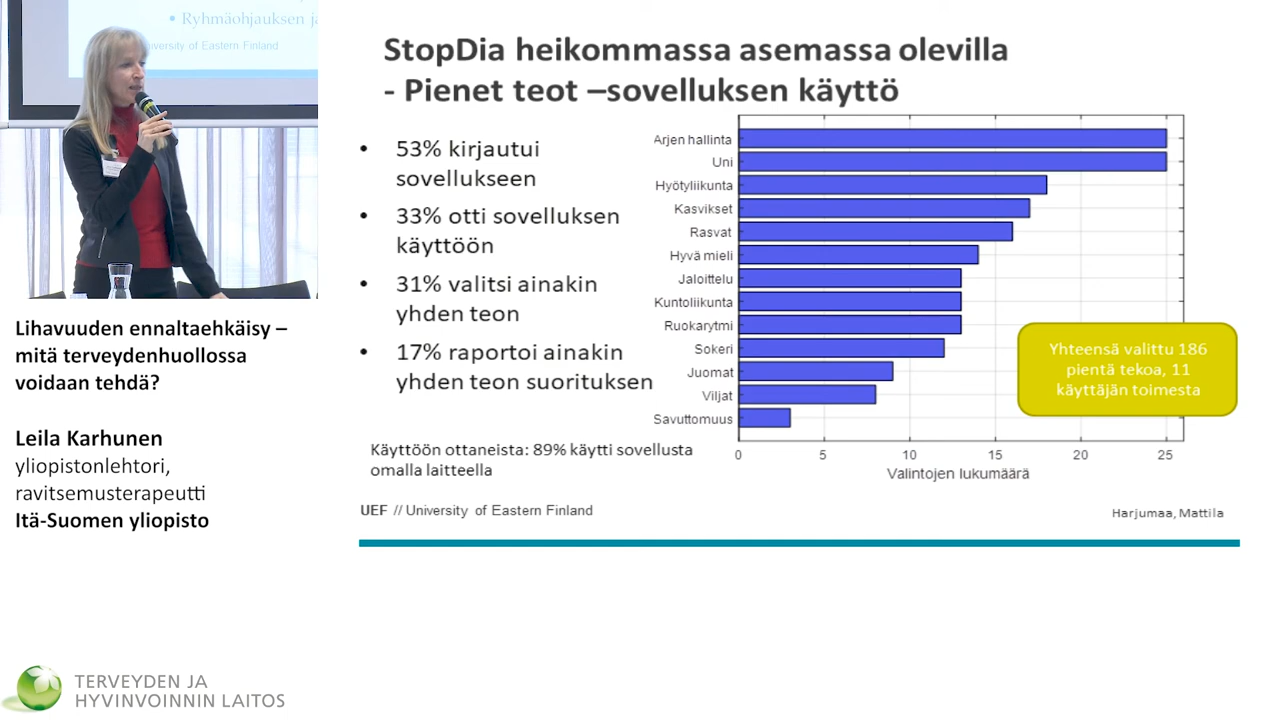 • Ryhmäohjauksen
University of Eastern Finland
Lihavuuden ennaltaehkäisy –
mitä terveydenhuollossa
voidaan tehdä?
Leila Karhunen
yliopistonlehtori,
ravitsemusterapeutti
Itä-Suomen yliopisto
TERVEYDEN JA
HYVINVOINNIN LAITOS
StopDia heikommassa asemassa olevilla
- Pienet teot –sovelluksen käyttö
• 53% kirjautui
sovellukseen
• 33% otti sovelluksen
käyttöön
• 31% valitsi ainakin
yhden teon
• 17% raportoi ainakin
yhden teon suorituksen
Käyttöön ottaneista: 89% käytti sovellusta
omalla laitteella
Arjen hallinta
Uni
Hyötyliikunta
Kasvikset
Rasvat
Hyvä mieli
Jaloittelu
Kuntoliikunta
Ruokarytmi
Sokeri
Juomat
Viljat
Savuttomuus
0 5 10 15 20 25
Valintojen lukumäärä
Yhteensä valittu 186
pientä tekoa, 11
käyttäjän toimesta
UEF // University of Eastern Finland
Harjumaa, Mattila